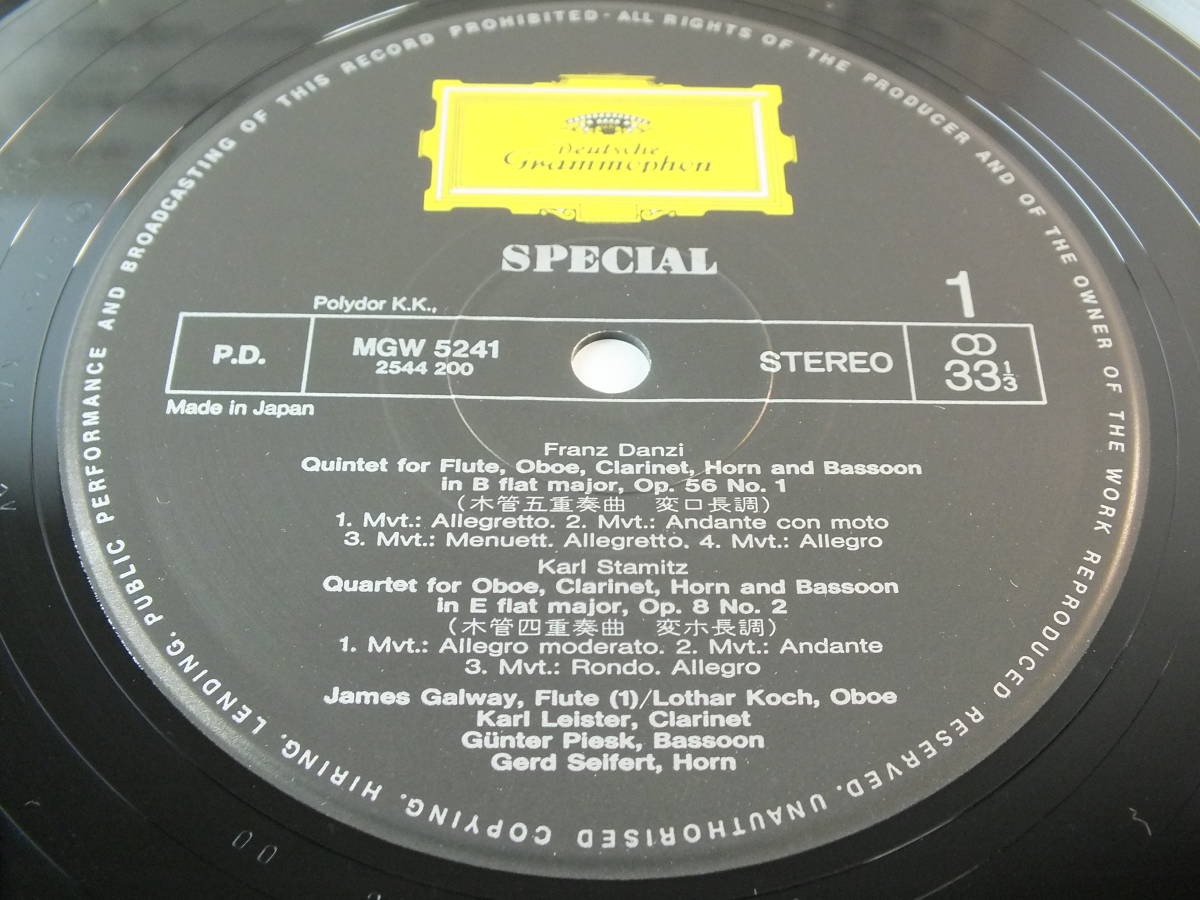 ALL RIGHTS OF THE PRODUCER AND OF THE OWNER OF THE WORK REPRODUCED RESERVED. UNAUTHORISED COPYING, HIRING, LENDING, PUBLIC PERFORMANCE AND BROADCASTING OF THIS RECORD PROHIBITED ·
Deutsche
Grammophon
SPECIAL
1
Polydor K.K.,
P.D.
MGW 5241
2544 200
STEREO
33 1/3
Made in Japan
Franz Danzi
Quintet for Flute, Oboe, Clarinet, Horn and Bassoon
in B flat major, Op. 56 No. 1
(木管五重奏曲 変ロ長調)
1. Mvt.: Allegretto. 2. Mvt.: Andante con moto
3. Mvt.: Menuett. Allegretto. 4. Mvt.: Allegro
Karl Stamitz
Quartet for Oboe, Clarinet, Horn and Bassoon
in E flat major, Op. 8 No. 2
(木管四重奏曲 変ホ長調)
1. Mvt.: Allegro moderato. 2. Mvt.: Andante
3. Mvt.: Rondo. Allegro
James Galway, Flute (1)/Lothar Koch, Oboe
Karl Leister, Clarinet
Günter Piesk, Bassoon
Gerd Seifert, Horn